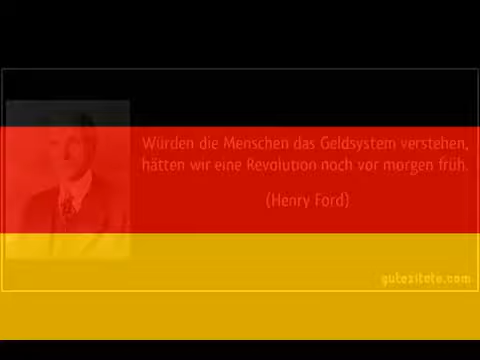 Würden die Menschen das Geldsystem verstehen,
hätten wir eine Revolution noch vor morgen früh.
(Henry Ford)
gutezitate.com